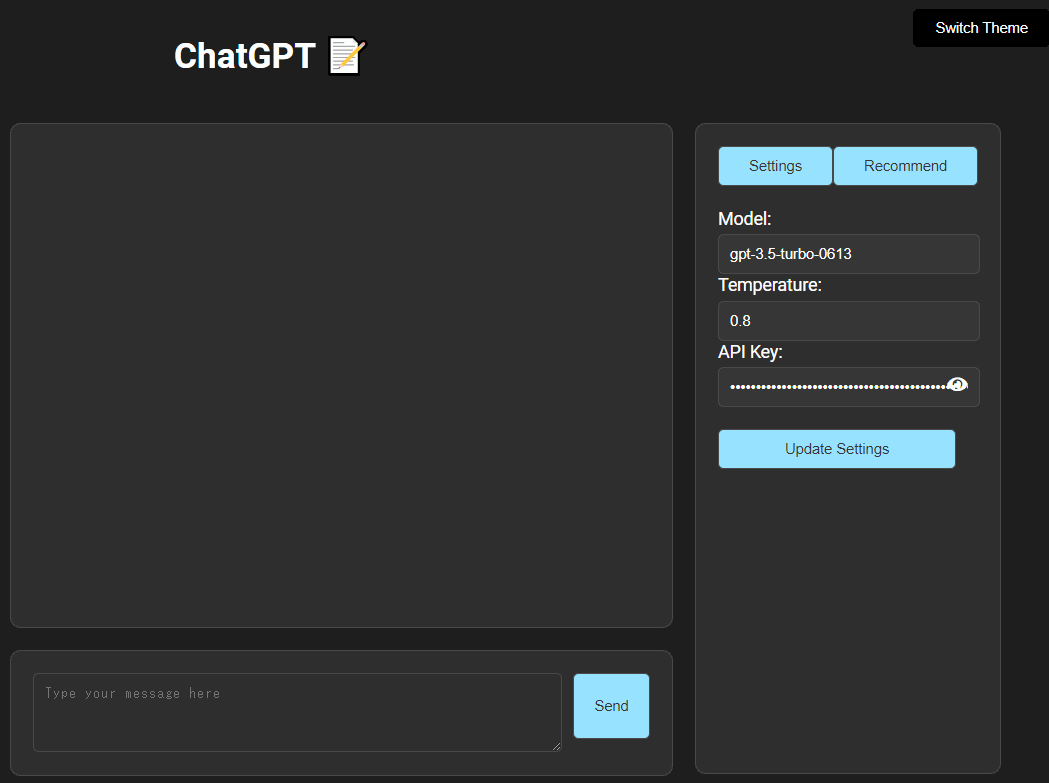 Switch Theme
ChatGPT
Settings Recommend
Model:
gpt-3.5-turbo-0613
Temperature:
0.8
API Key:
Update Settings
Type your message here
Send